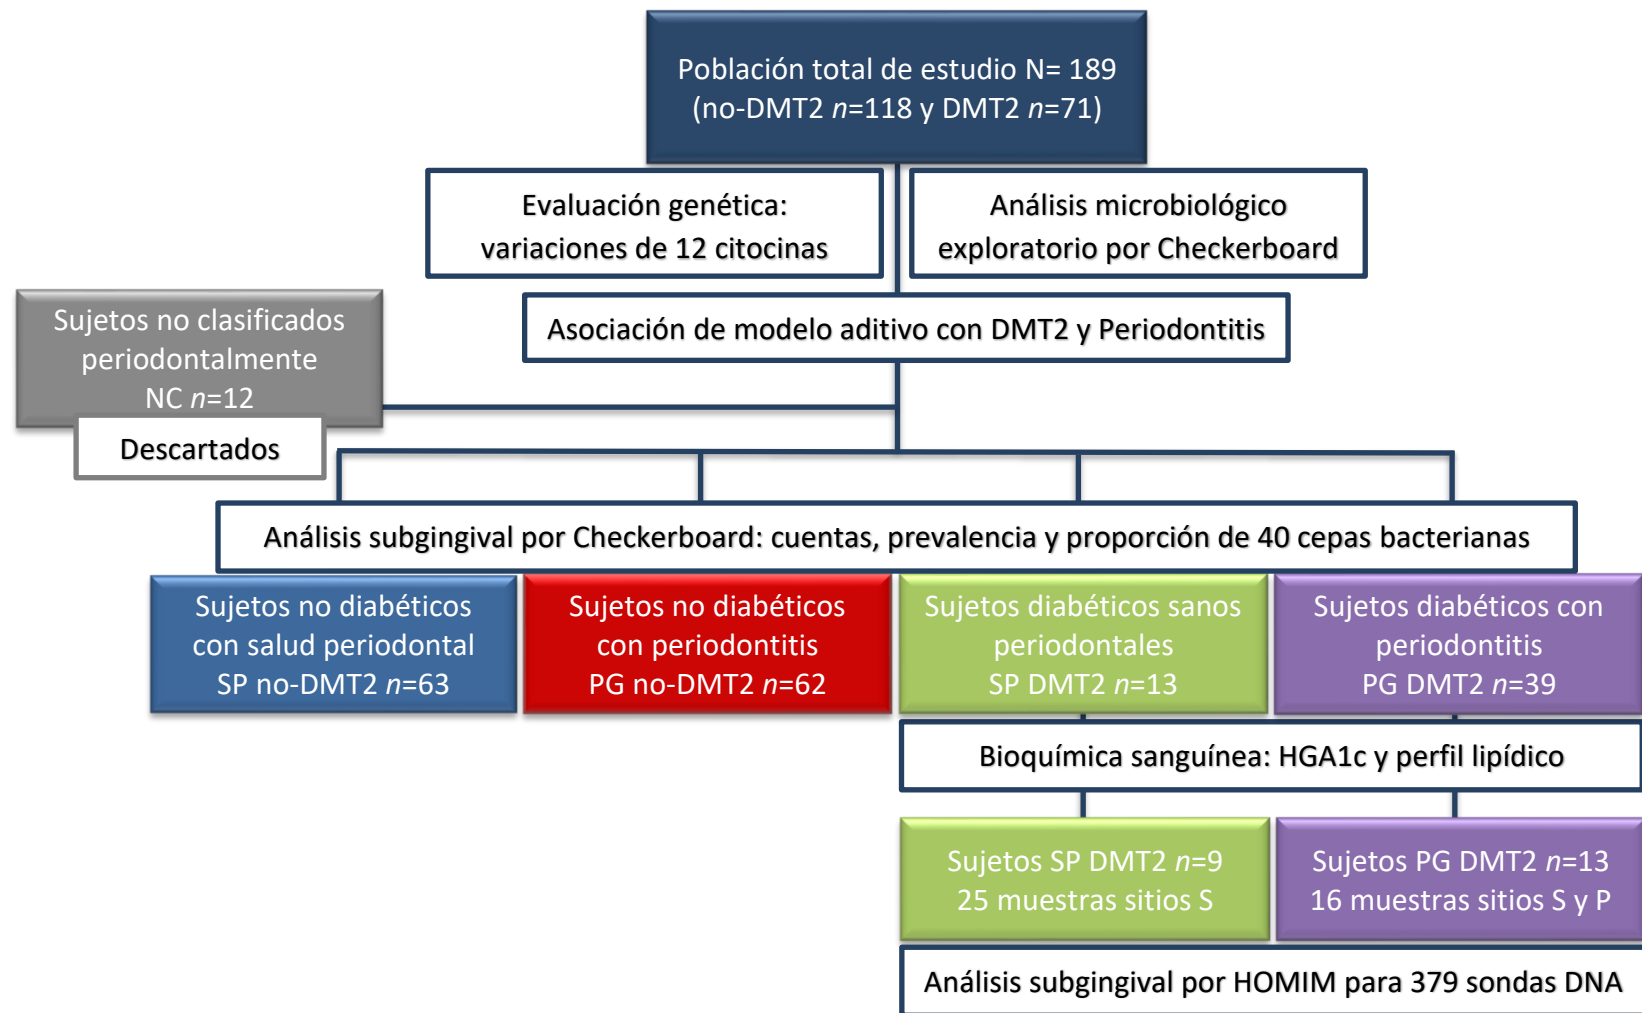 Población total de estudio N= 189
(no-DMT2 n=118 y DMT2 n=71)
Evaluación genética:
variaciones de 12 citocinas
Análisis microbiológico
exploratorio por Checkerboard
Asociación de modelo aditivo con DMT2 y Periodontitis
Sujetos no clasificados
periodontalmente
NC n=12
Descartados
Análisis subgingival por Checkerboard: cuentas, prevalencia y proporción de 40 cepas bacterianas
Sujetos no diabéticos
con salud periodontal
SP no-DMT2 n=63
Sujetos no diabéticos
con periodontitis
PG no-DMT2 n=62
Sujetos diabéticos sanos
periodontales
SP DMT2 n=13
Sujetos diabéticos con
periodontitis
PG DMT2 n=39
Bioquímica sanguínea: HGA1c y perfil lipídico
Sujetos SP DMT2 n=9
25 muestras sitios S
Sujetos PG DMT2 n=13
16 muestras sitios S y P
Análisis subgingival por HOMIM para 379 sondas DNA